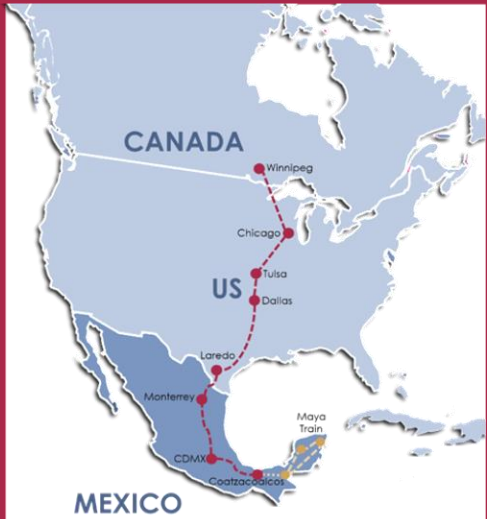 CANADA
Winnipeg
Chicago
Tulsa
US
Dallas
Laredo
Monterrey
Maya
Train
CDMX
Coatzacoalcos
MEXICO